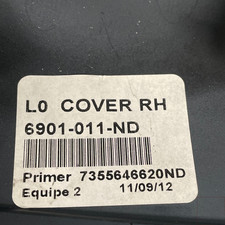 L0 COVER RH
6901-011-ND
Primer 7355646620ND
Equipe 2 11/09/12